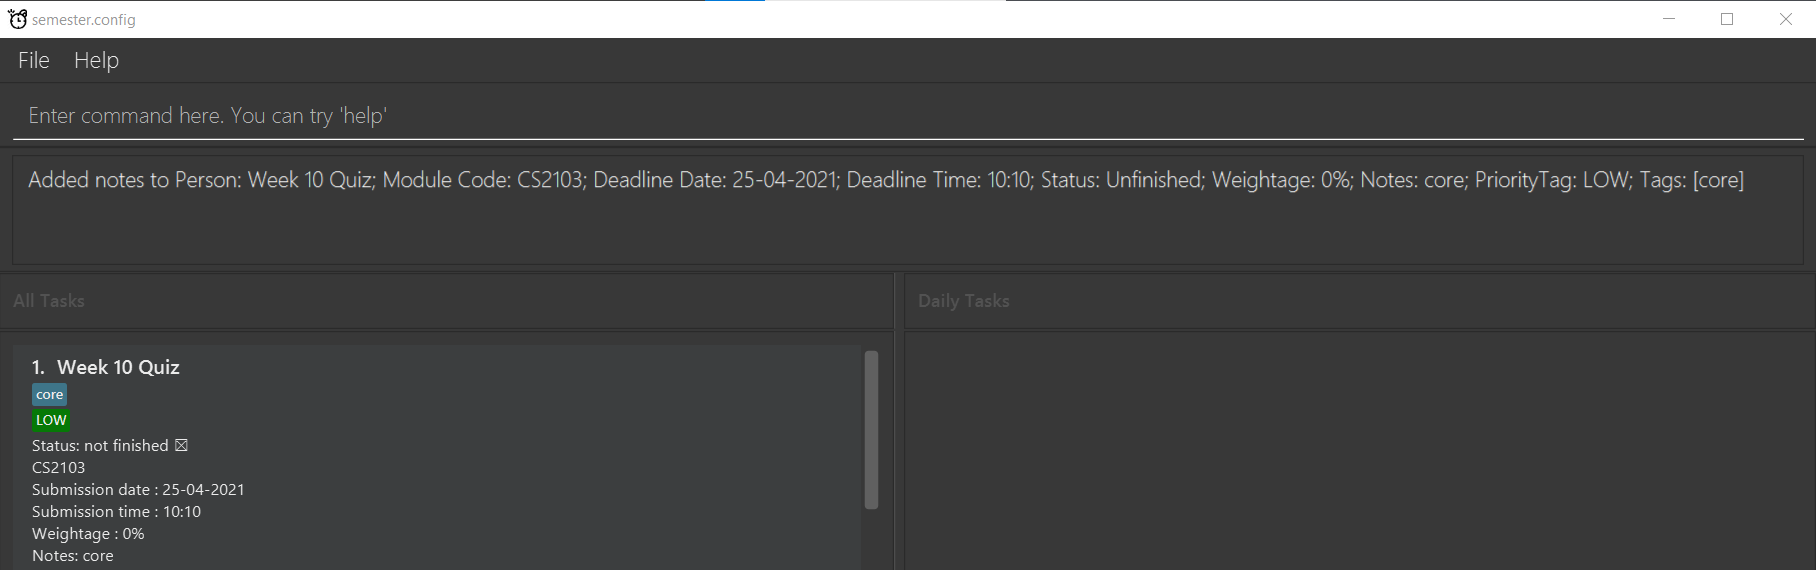 semester.config
File Help
Enter command here. You can try 'help'
Added notes to Person: Week 10 Quiz; Module Code: CS2103; Deadline Date: 25-04-2021; Deadline Time: 10:10; Status: Unfinished; Weightage: 0%; Notes: core; PriorityTag: LOW; Tags: [core]
All Tasks
Daily Tasks
1. Week 10 Quiz
core
LOW
Status: not finished ☒
CS2103
Submission date : 25-04-2021
Submission time : 10:10
Weightage : 0%
Notes: core